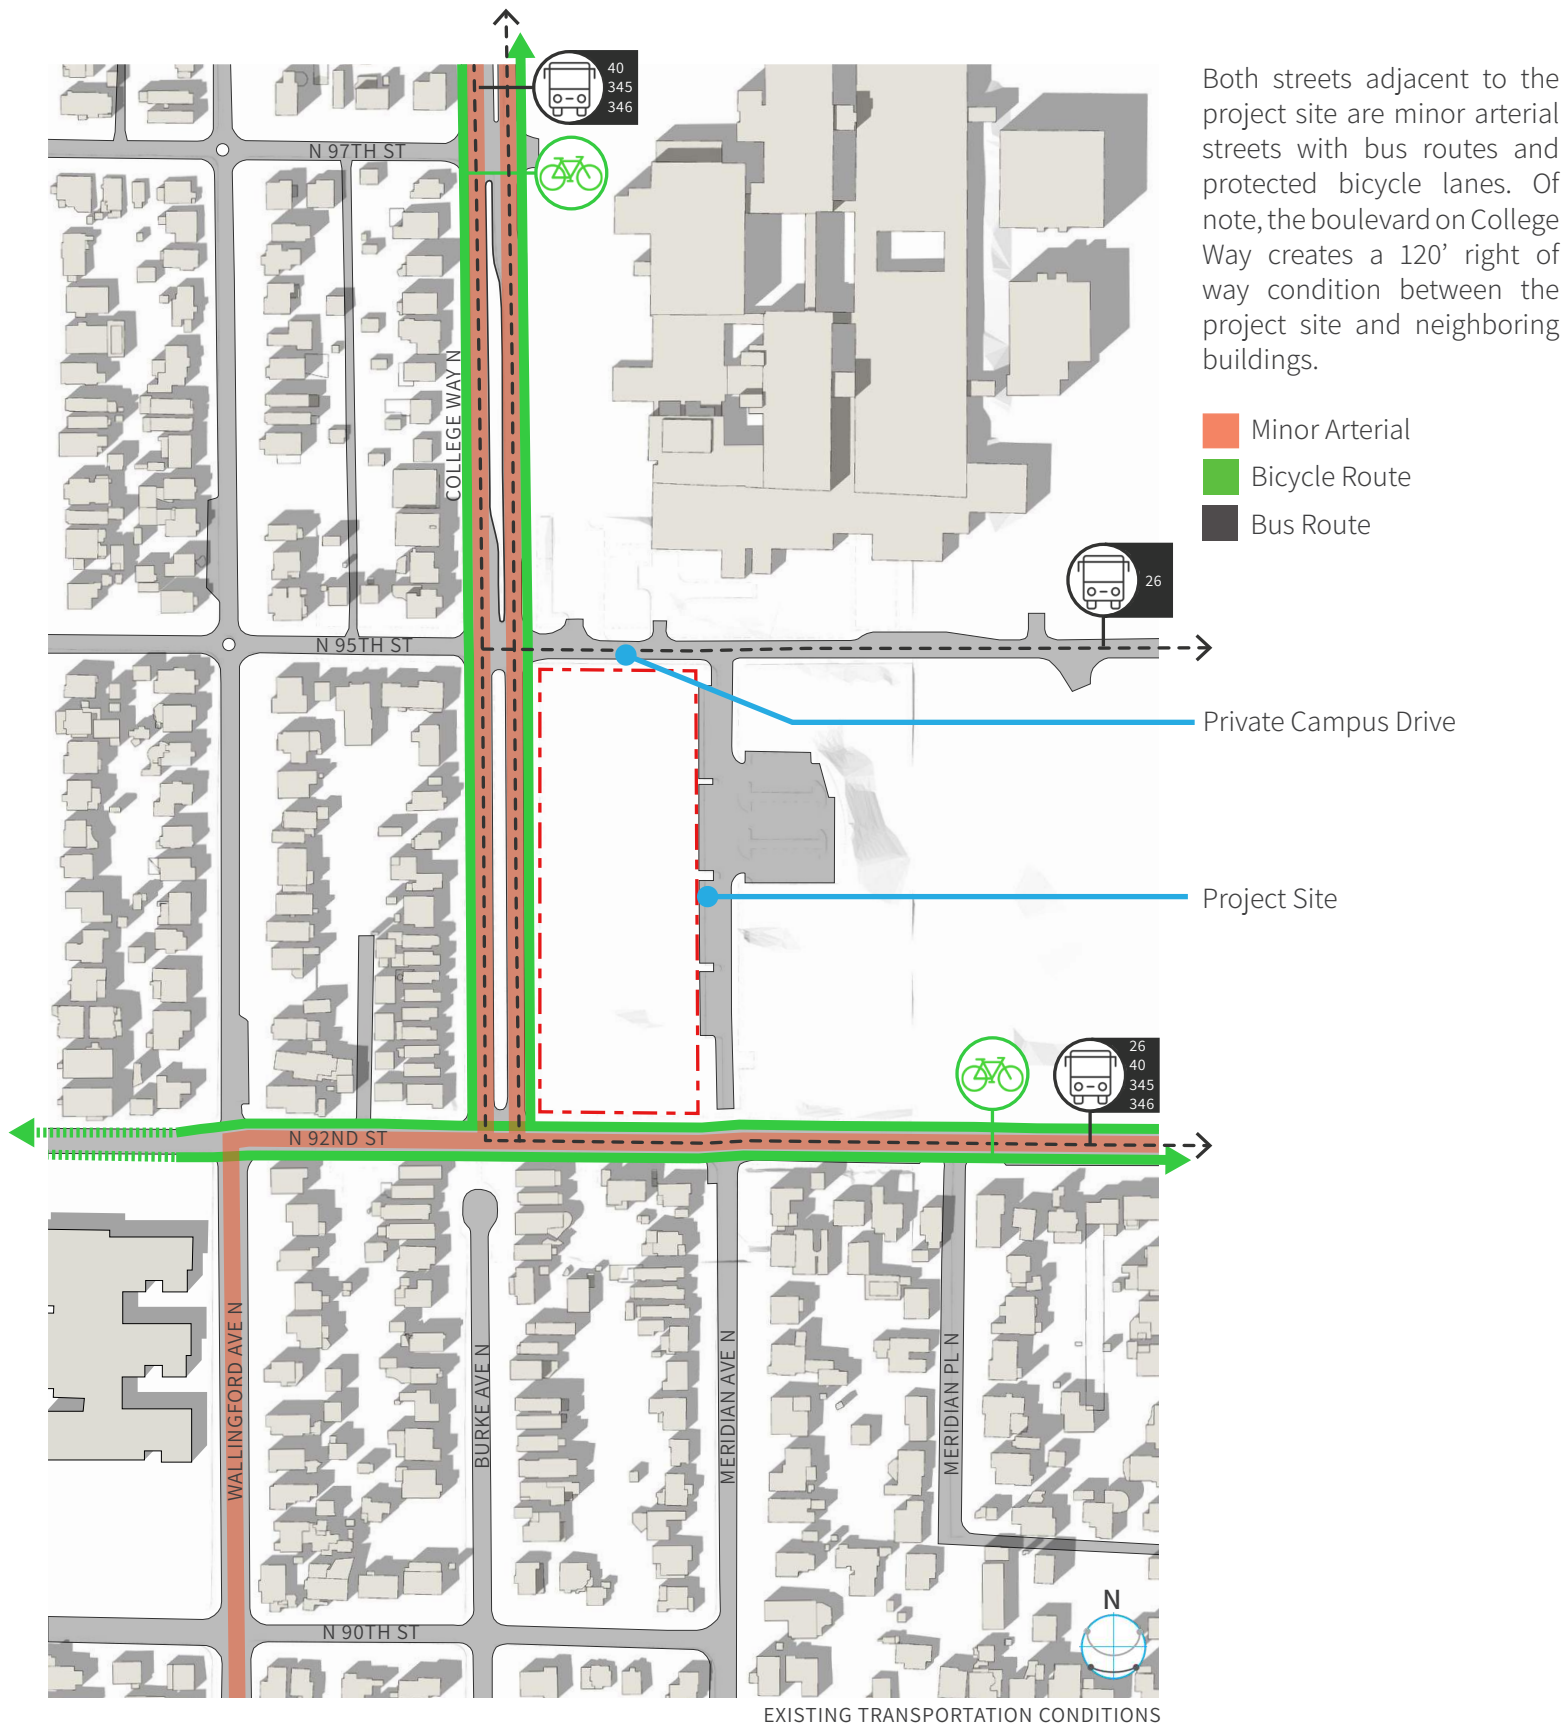 40
345
346
N 97TH ST
Both streets adjacent to the
project site are minor arterial
streets with bus routes and
protected bicycle lanes. Of
note, the boulevard on College
Way creates a 120’ right of
way condition between the
project site and neighboring
buildings.
Minor Arterial
Bicycle Route
Bus Route
COLLEGE WAY N
26
N 95TH ST
Private Campus Drive
Project Site
26
40
345
346
N 92ND ST
WALLINGFORD AVE N
BURKE AVE N
MERIDIAN AVE N
MERIDIAN PL N
N 90TH ST
N
EXISTING TRANSPORTATION CONDITIONS